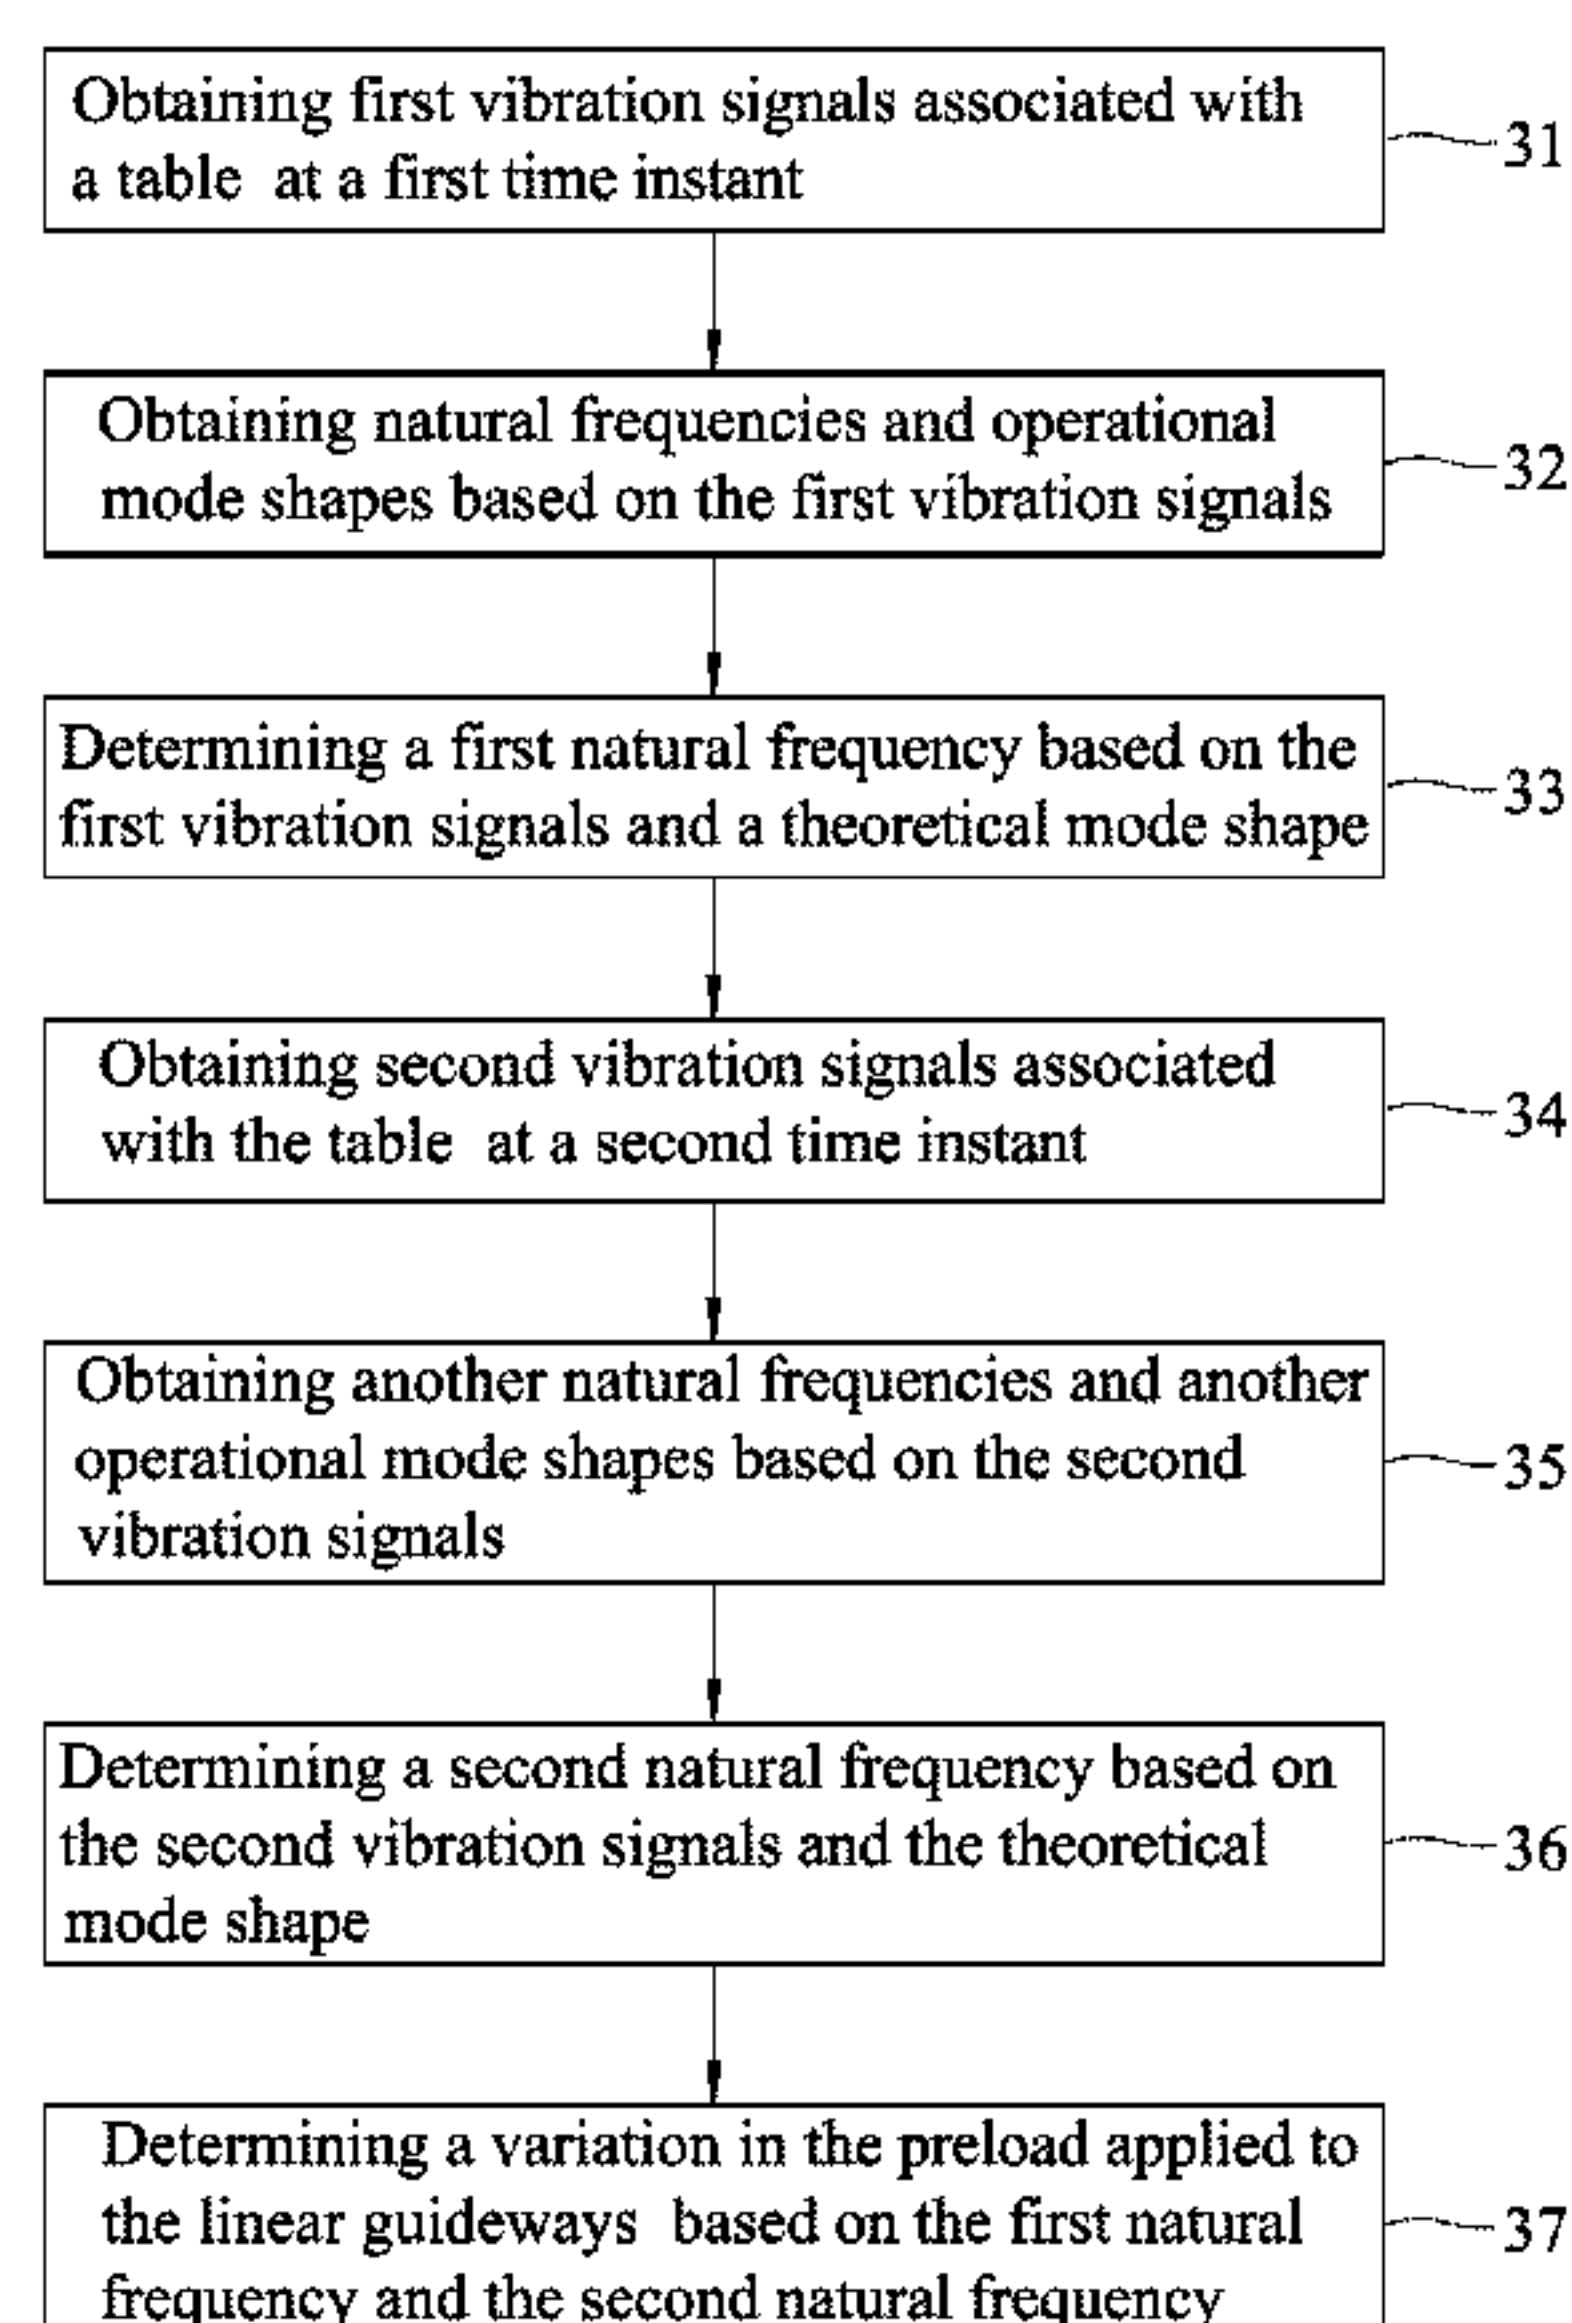 Obtaining first vibration signals associated with
a table at a first time instant
31
Obtaining natural frequencies and operational
mode shapes based on the first vibration signals
32
Determining a first natural frequency based on the
first vibration signals and a theoretical mode shape
33
Obtaining second vibration signals associated
with the table at a second time instant
34
Obtaining another natural frequencies and another
operational mode shapes based on the second
vibration signals
35
Determining a second natural frequency based on
the second vibration signals and the theoretical
mode shape
36
Determining a variation in the preload applied to
the linear guideways based on the first natural
frequency and the second natural frequency
37